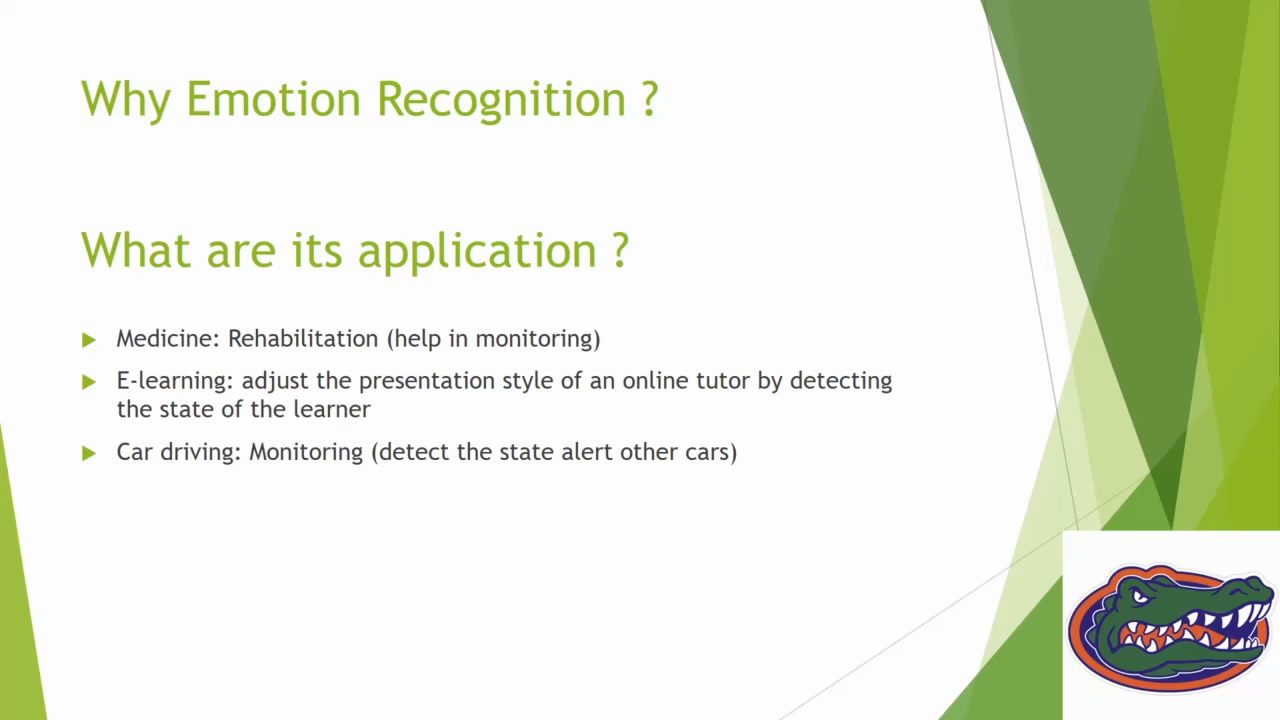 Why Emotion Recognition ?
What are its application ?
Medicine: Rehabilitation (help in monitoring)
E-learning: adjust the presentation style of an online tutor by detecting
the state of the learner
Car driving: Monitoring (detect the state alert other cars)